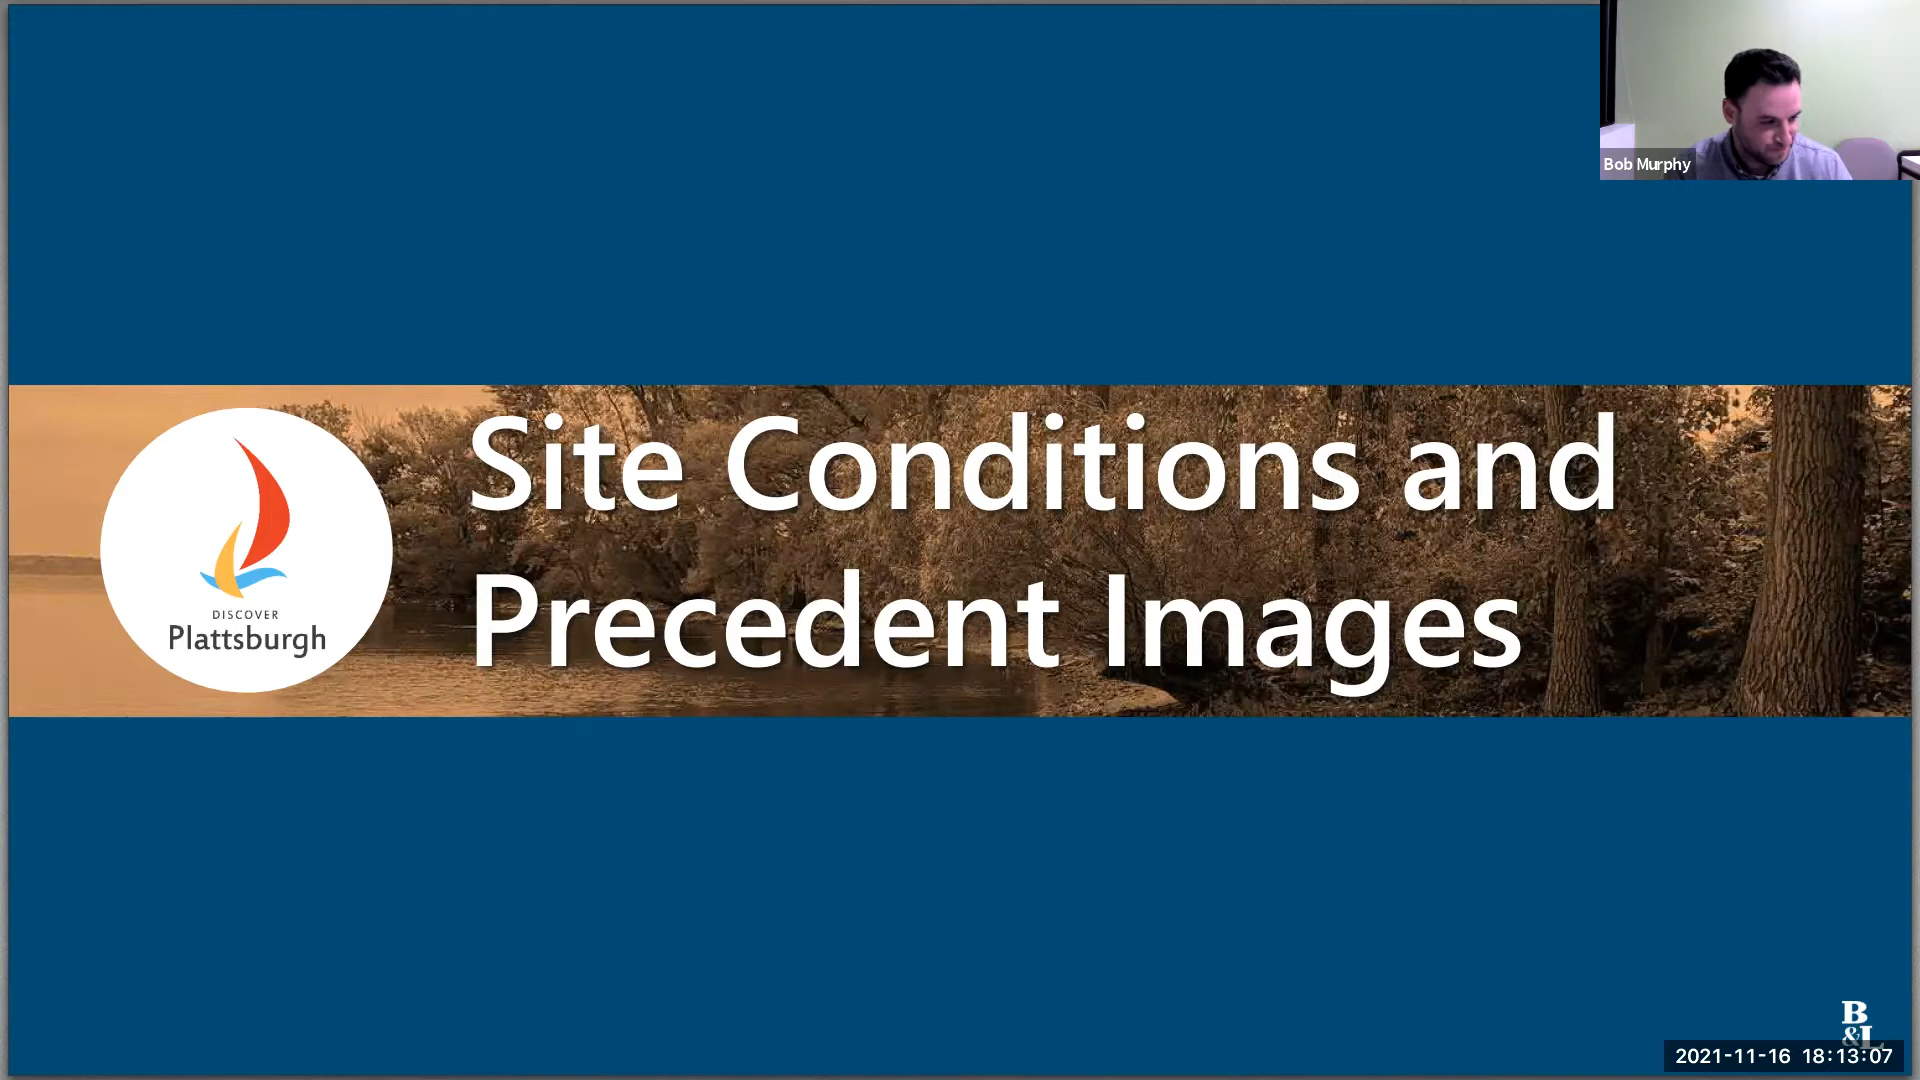 Bob Murphy
Site Conditions and
Precedent Images
DISCOVER
Plattsburgh
B
&L
2021-11-16 18:13:07